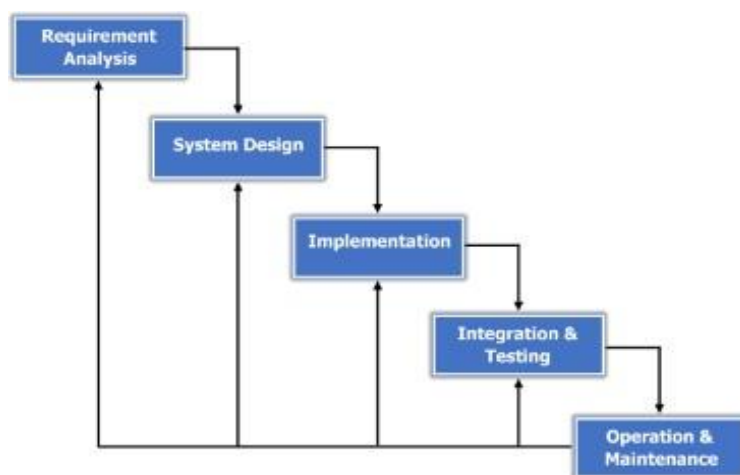 Requirement
Analysis
System Design
Implementation
Integration &
Testing
Operation &
Maintenance